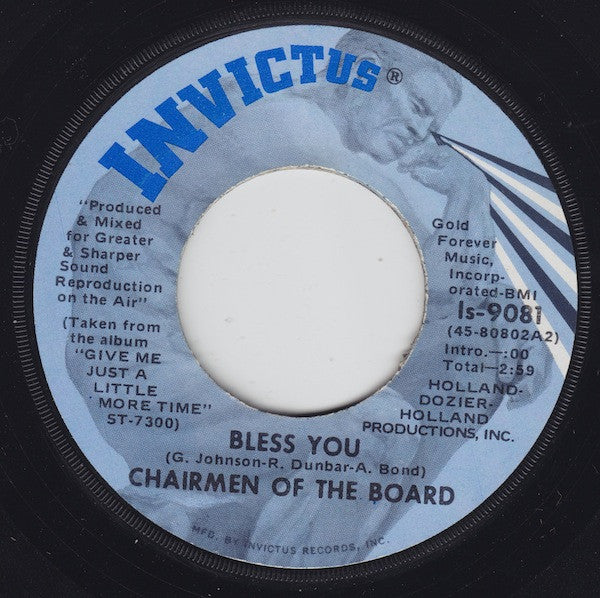 INVICTUS®
"Produced
& Mixed
for Greater
& Sharper
Sound
Reproduction
on the Air"
(Taken from
the album
"GIVE ME
JUST A
LITTLE
MORE TIME"
ST-7300)
Gold
Forever
Music,
Incorp-
orated-BMI
Is-9081
(45-80802A2)
Intro.—:00
Total—2:59
HOLLAND-
DOZIER-
HOLLAND
PRODUCTIONS, INC.
BLESS YOU
(G. Johnson-R. Dunbar-A. Bond)
CHAIRMEN OF THE BOARD
MFD. BY INVICTUS RECORDS, INC.